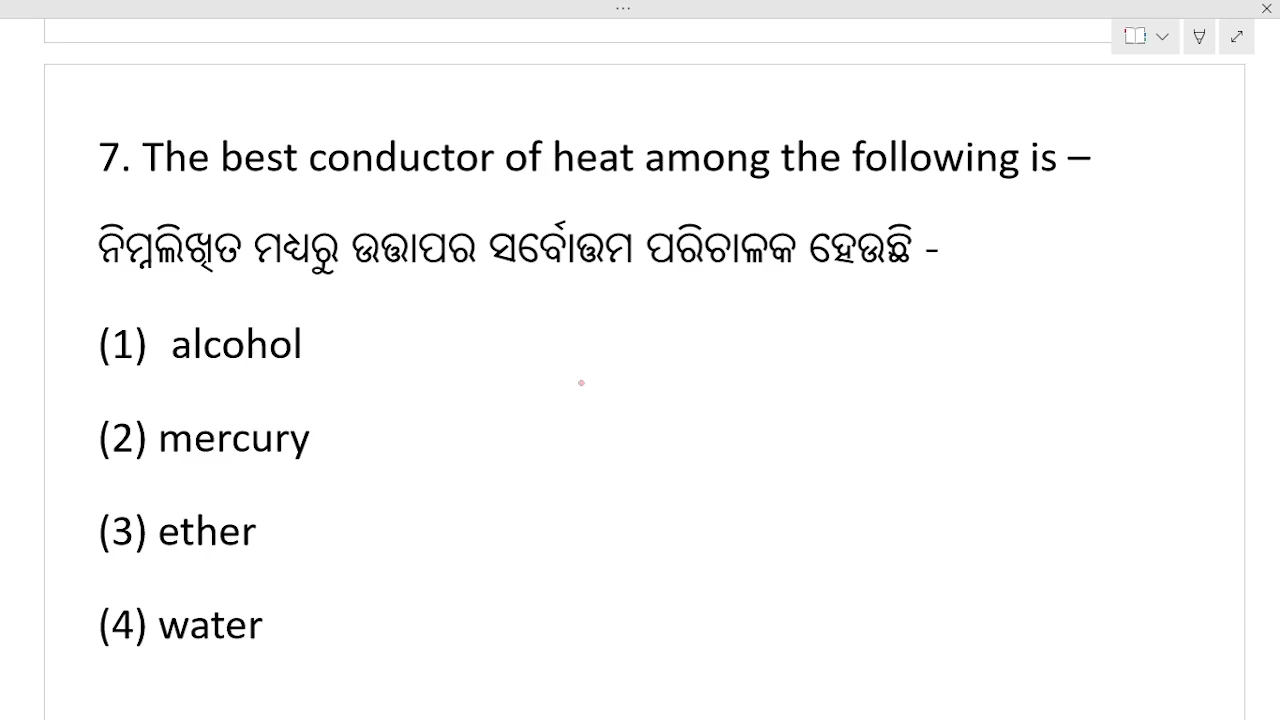 7. The best conductor of heat among the following is –
ନିମ୍ନଲିଖିତ ମଧ୍ୟରୁ ଉତ୍ତାପର ସର୍ବୋତ୍ତମ ପରିଚାଳକ ହେଉଛି -
(1) alcohol
(2) mercury
(3) ether
(4) water